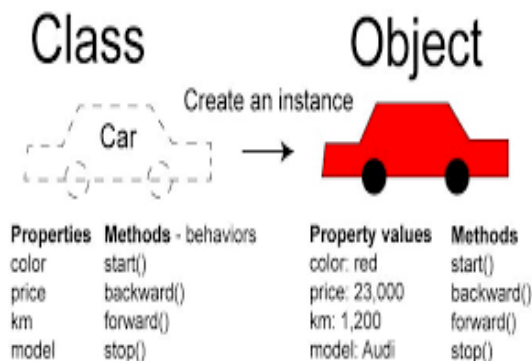 Class Object
Create an instance
Car
Properties Methods - behaviors Property values Methods
color start() color: red start()
price backward() price: 23,000 backward()
km forward() km: 1,200 forward()
model stop() model: Audi stop()